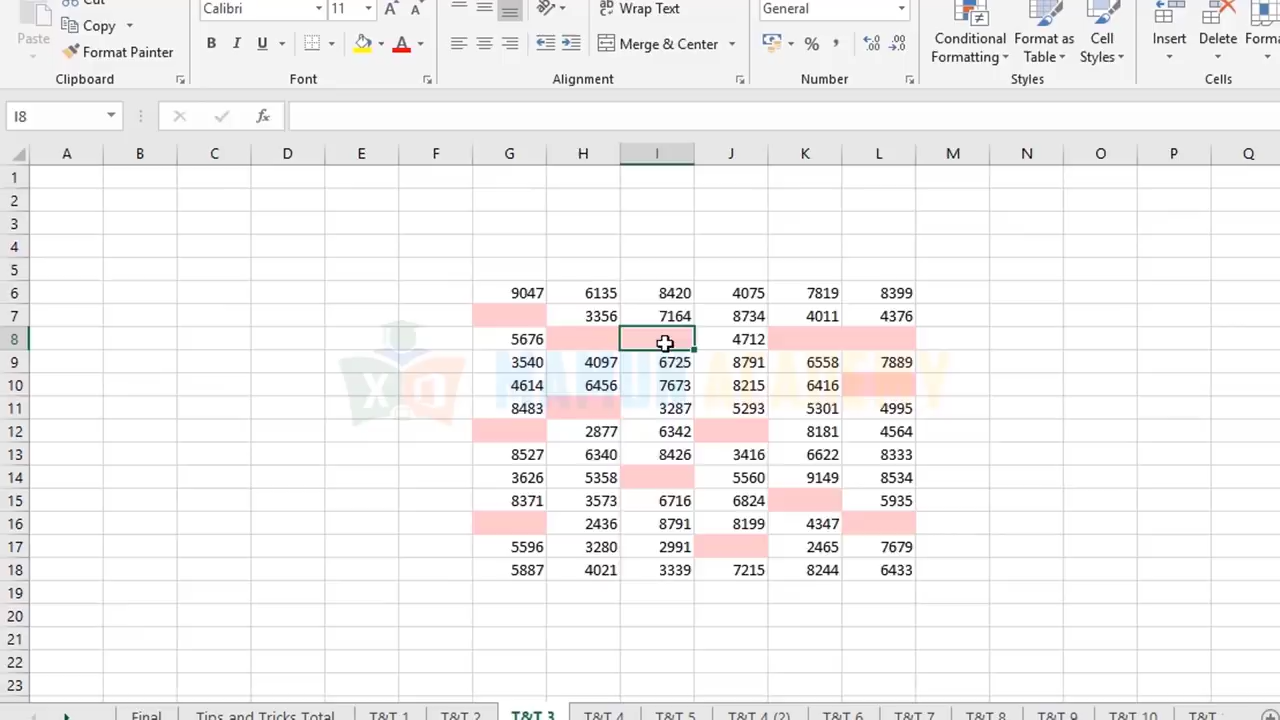 Cut
Calibri 11 A A
Wrap Text
General
Paste
Copy
Format Painter
B I U
A
Merge & Center
%
Conditional Formatting
Format as Table
Cell Styles
Insert
Delete
Forma
Clipboard
Font
Alignment
Number
Styles
Cells
I8
fx
A B C D E F G H I J K L M N O P Q
1
2
3
4
5
6 9047 6135 8420 4075 7819 8399
7 3356 7164 8734 4011 4376
8 5676 4712
9 3540 4097 6725 8791 6558 7889
10 4614 6456 7673 8215 6416
11 8483 3287 5293 5301 4995
12 2877 6342 8181 4564
13 8527 6340 8426 3416 6622 8333
14 3626 5358 5560 9149 8534
15 8371 3573 6716 6824 5935
16 2436 8791 8199 4347
17 5596 3280 2991 2465 7679
18 5887 4021 3339 7215 8244 6433
19
20
21
22
23
Final Tips and Tricks Total T&T 1 T&T 2 T&T 3 T&T 4 T&T 5 T&T 4 (2) T&T 6 T&T 7 T&T 8 T&T 9 T&T 10